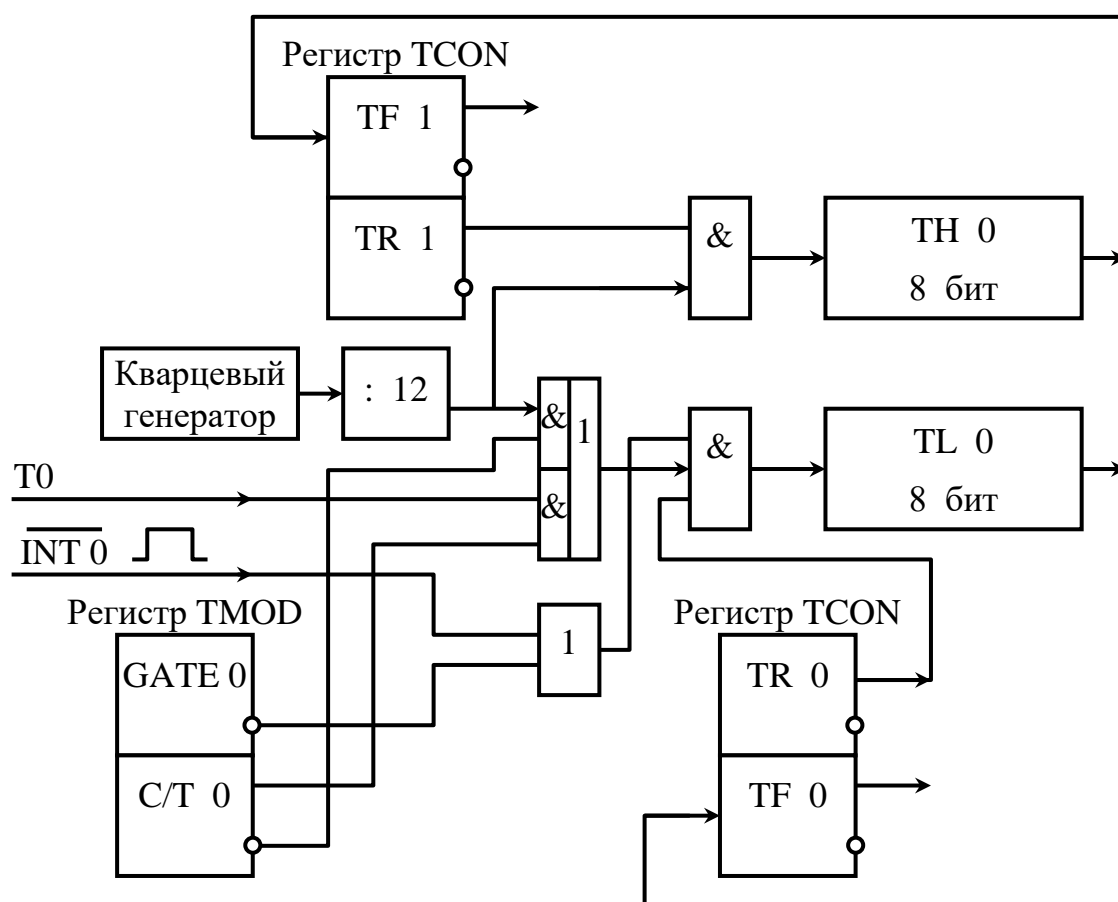 Регистр TCON
TF 1
TR 1
&
TH 0
8 бит
Кварцевый
генератор
: 12
&
1
&
&
TL 0
8 бит
T0
INT 0
Регистр TMOD
GATE 0
C/T 0
1
Регистр TCON
TR 0
TF 0